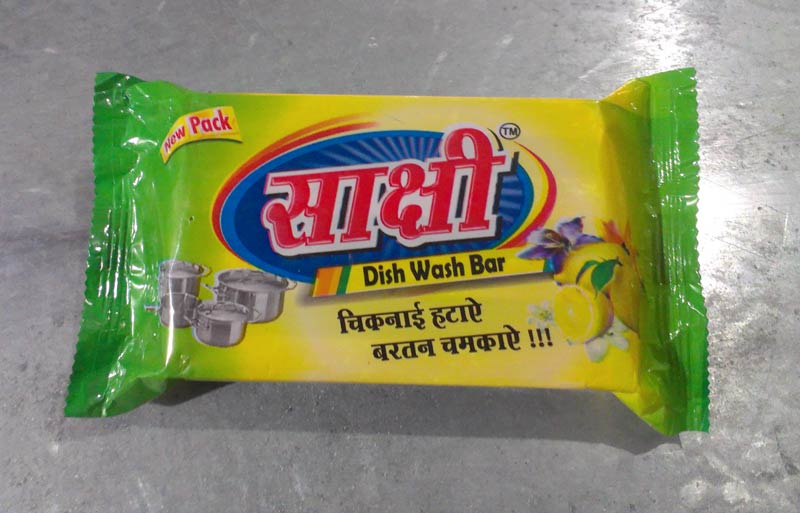 New Pack
साक्षी TM
Dish Wash Bar
चिकनाई हटाऐ
बरतन चमकाऐ !!!